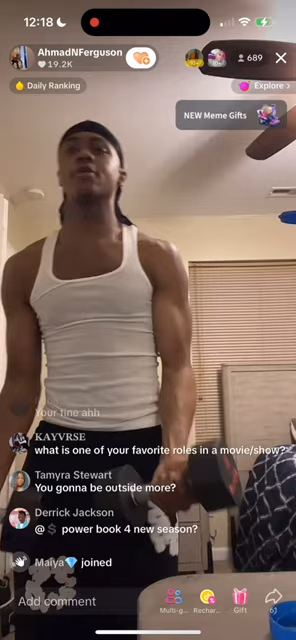 12:18
AhmadNFerguson
19.2K
689
Daily Ranking
Explore >
NEW Meme Gifts
Your fine ahh
KAYVRSE
what is one of your favorite roles in a movie/show?
Tamyra Stewart
You gonna be outside more?
Derrick Jackson
@ $ power book 4 new season?
Maiya💎 joined
Add comment
Multi-g...
Rechar...
Gift
61